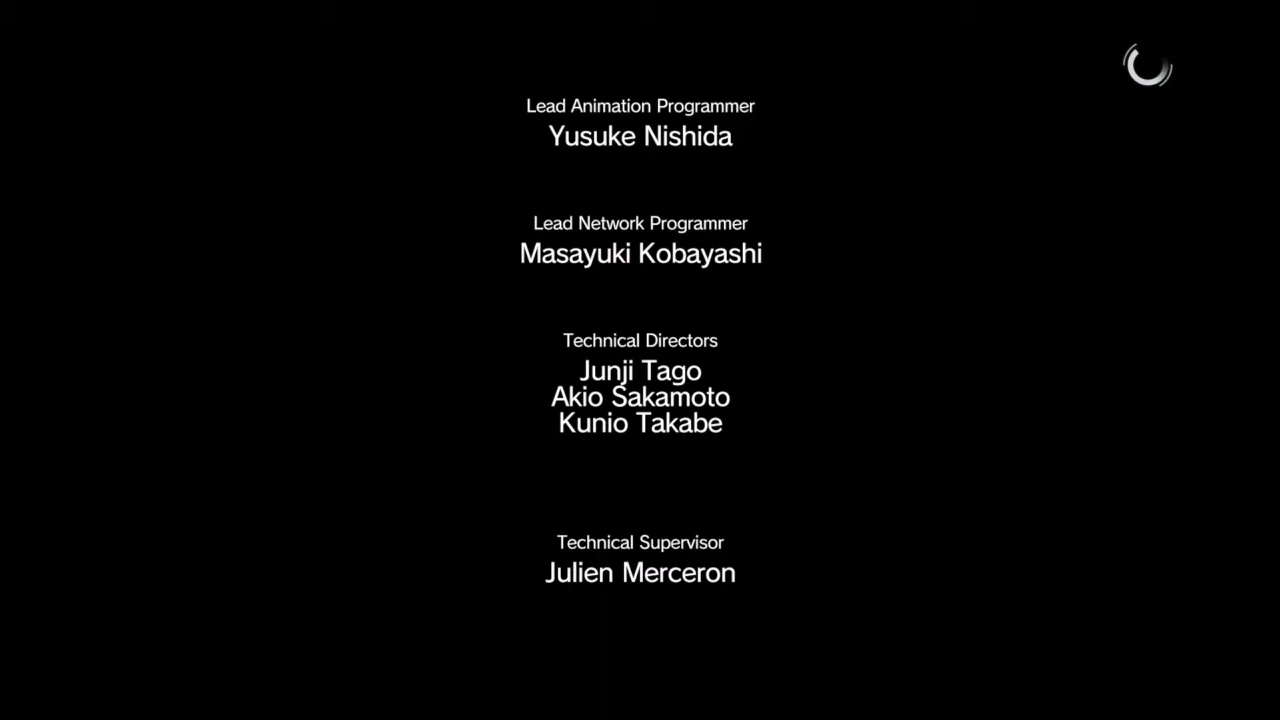 Lead Animation Programmer
Yusuke Nishida
Lead Network Programmer
Masayuki Kobayashi
Technical Directors
Junji Tago
Akio Sakamoto
Kunio Takabe
Technical Supervisor
Julien Merceron